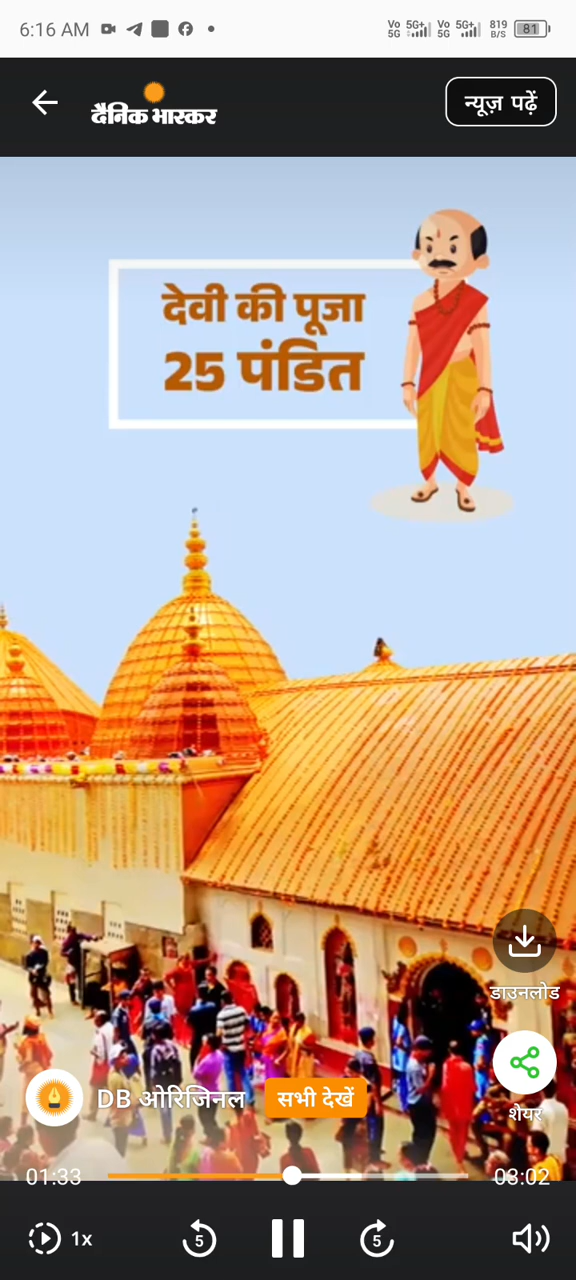 6:16 AM
Vo 5G 5G+ Vo 5G 5G+ 819 B/S 81
दैनिक भास्कर
न्यूज़ पढ़ें
देवी की पूजा
25 पंडित
डाउनलोड
DB ओरिजिनल
सभी देखें
शेयर
01:33
03:02
1x
5
5